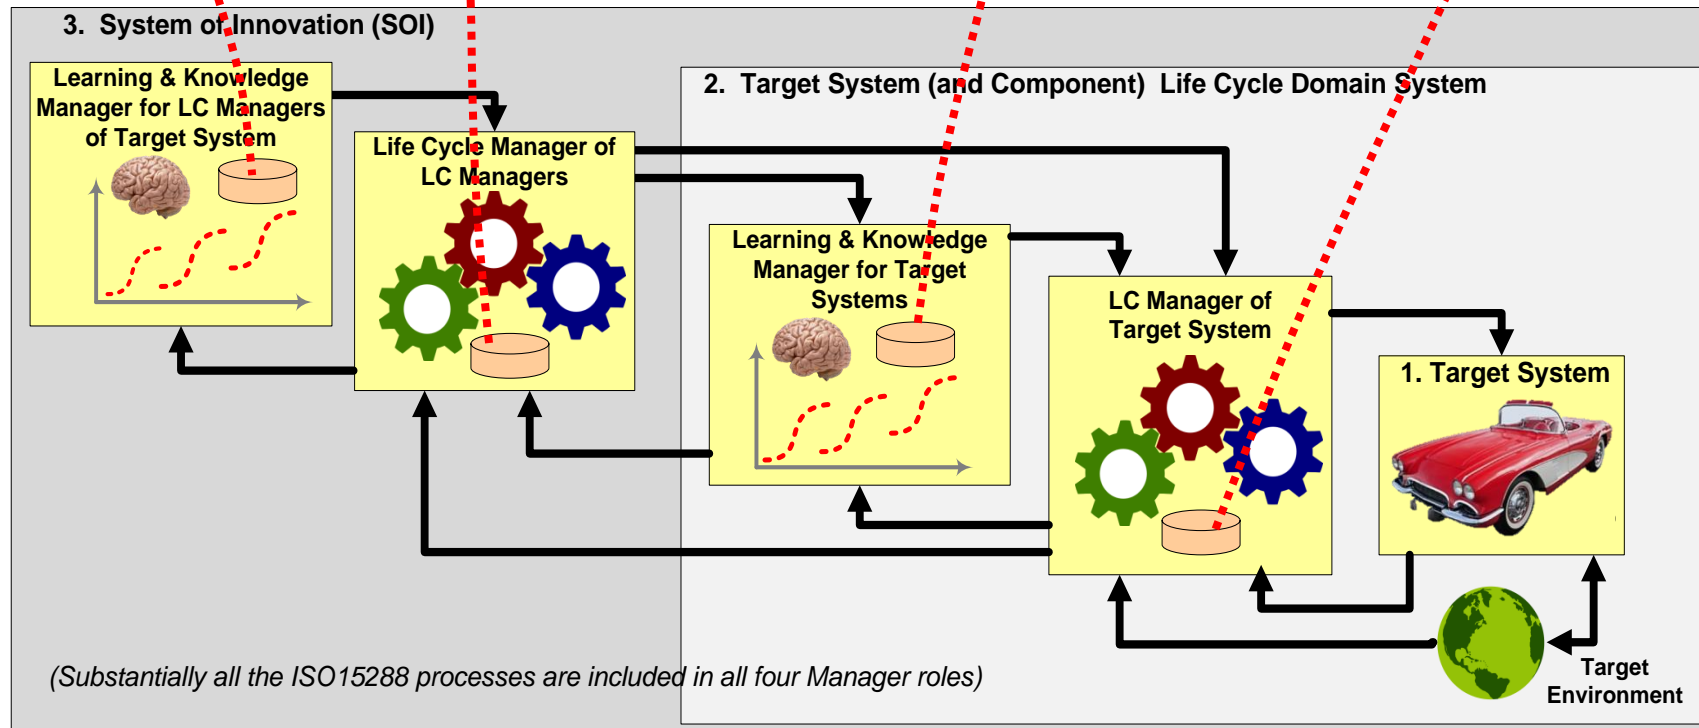 3. System of Innovation (SOI)
Learning & Knowledge
Manager for LC Managers
of Target System
2. Target System (and Component) Life Cycle Domain System
Life Cycle Manager of
LC Managers
Learning & Knowledge
Manager for Target
Systems
LC Manager of
Target System
1. Target System
Target
Environment
(Substantially all the ISO15288 processes are included in all four Manager roles)